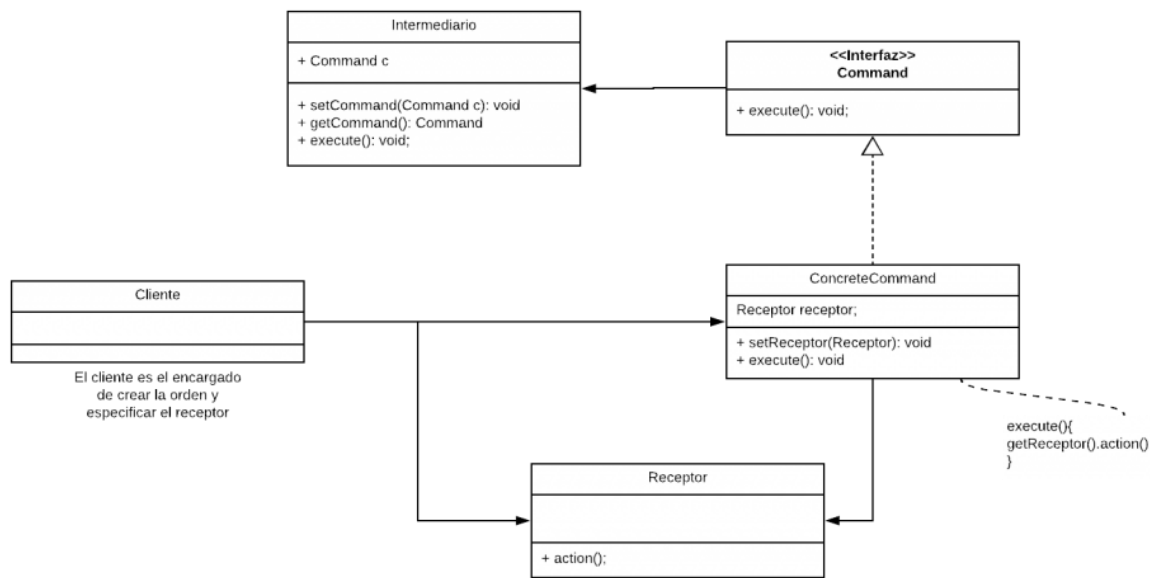 Intermediario
+ Command c
+ setCommand(Command c): void
+ getCommand(): Command
+ execute(): void;
<<Interfaz>>
Command
+ execute(): void;
Cliente
El cliente es el encargado
de crear la orden y
especificar el receptor
ConcreteCommand
Receptor receptor;
+ setReceptor(Receptor): void
+ execute(): void
execute(){
getReceptor().action()
}
Receptor
+ action();